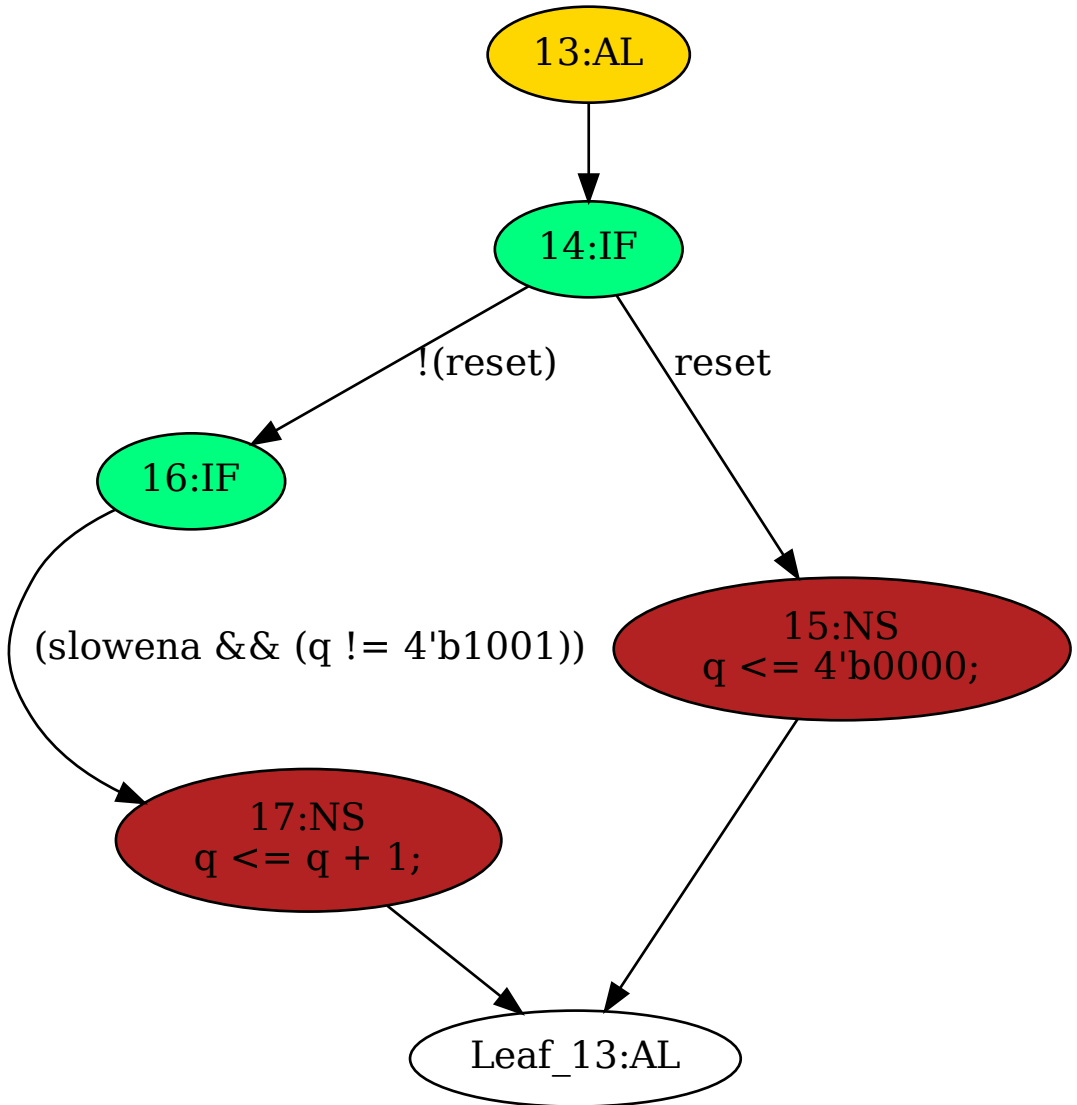 13:AL
14:IF
!(reset)
reset
16:IF
(slowena && (q != 4'b1001))
15:NS
q <= 4'b0000;
17:NS
q <= q + 1;
Leaf_13:AL